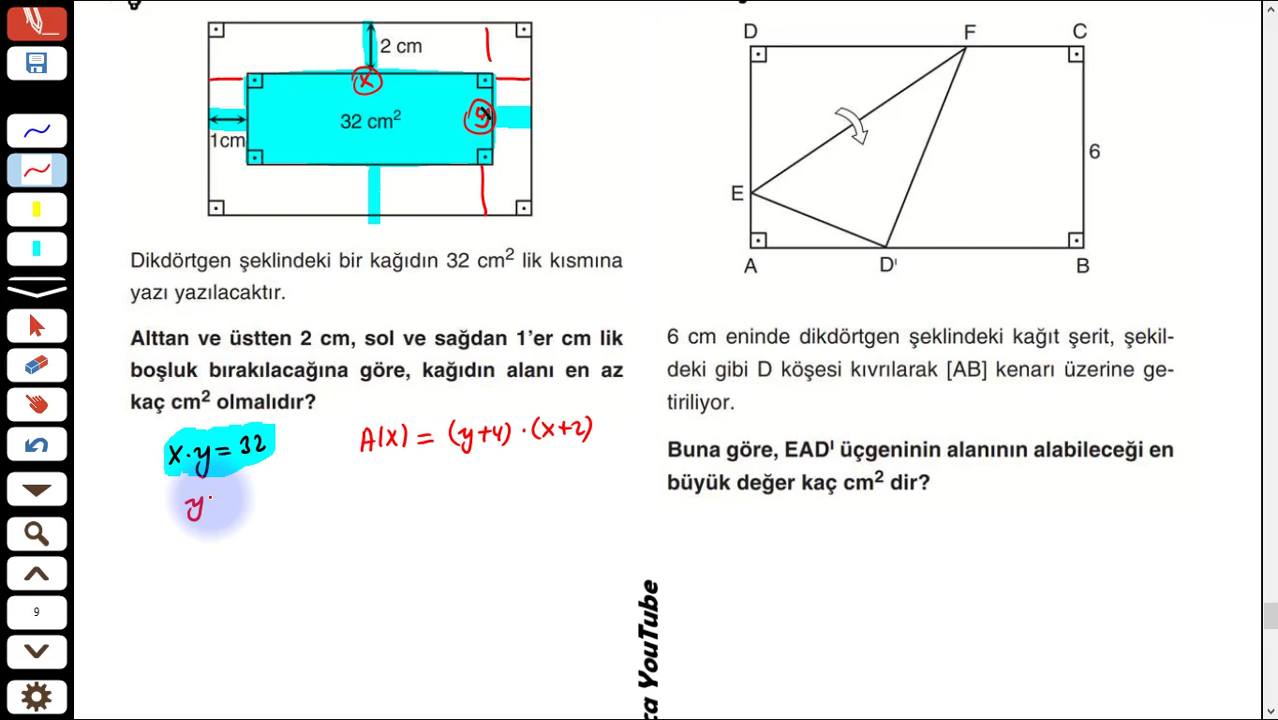 2 cm
x
32 cm²
y
1cm
Dikdörtgen şeklindeki bir kağıdın 32 cm² lik kısmına
yazı yazılacaktır.
Alttan ve üstten 2 cm, sol ve sağdan 1'er cm lik
boşluk bırakılacağına göre, kağıdın alanı en az
kaç cm² olmalıdır?
x·y = 32
A(x) = (y+4)·(x+2)
y
D
F
C
6
E
A
D'
B
6 cm eninde dikdörtgen şeklindeki kağıt şerit, şekil-
deki gibi D köşesi kıvrılarak [AB] kenarı üzerine ge-
tiriliyor.
Buna göre, EAD' üçgeninin alanının alabileceği en
büyük değer kaç cm² dir?
ca YouTube
9